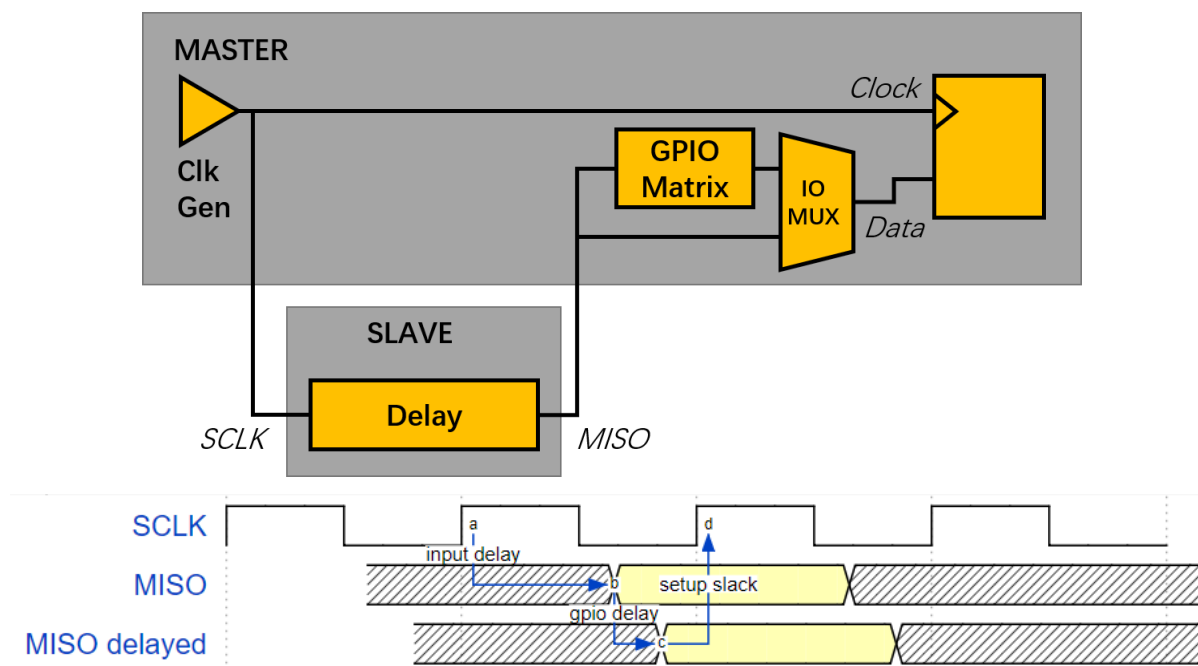 MASTER
Clk
Gen
Clock
GPIO
Matrix
IO
MUX
Data
SLAVE
Delay
SCLK
MISO
SCLK
a
d
input delay
MISO
b
setup slack
gpio delay
MISO delayed
c